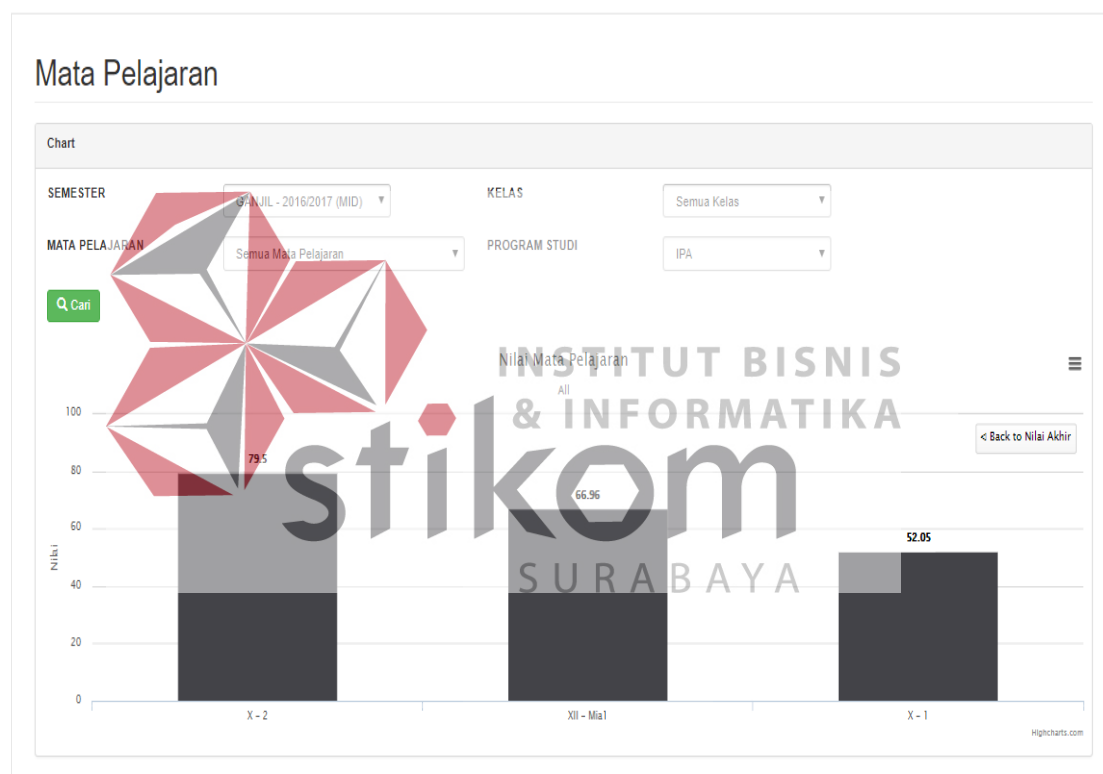 Mata Pelajaran
Chart
SEMESTER GANJIL - 2016/2017 (MID) KELAS Semua Kelas
MATA PELAJARAN Semua Mata Pelajaran PROGRAM STUDI IPA
Cari
Nilai Mata Pelajaran
All
INSTITUT BISNIS
& INFORMATIKA
stikom
SURABAYA
< Back to Nilai Akhir
100
80
60
40
20
0
Nilai
79.5
66.96
52.05
X - 2
XII - Mia1
X - 1
Highcharts.com